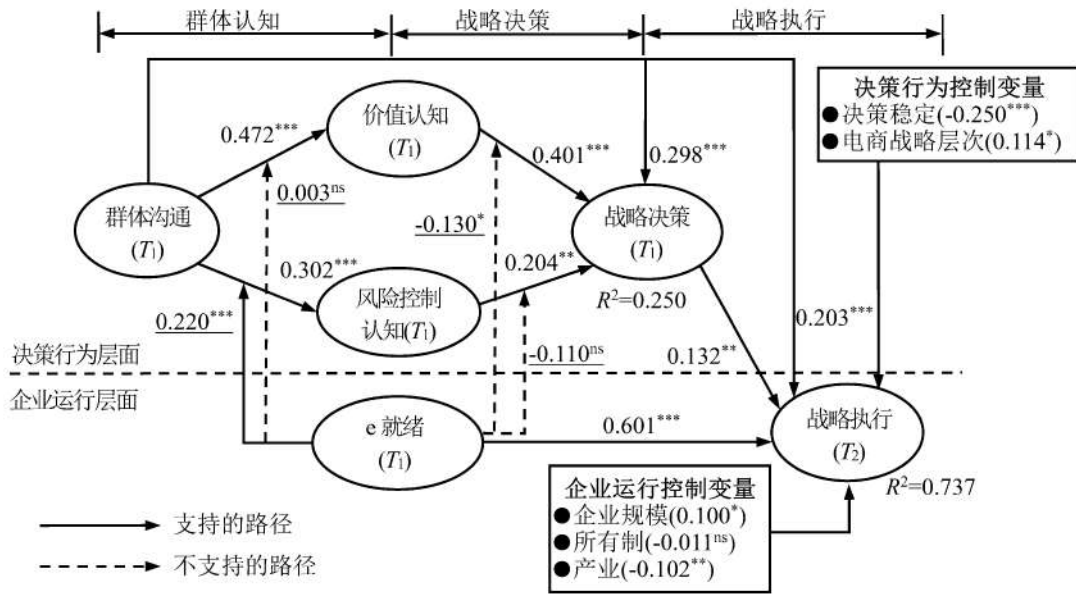 群体认知
战略决策
战略执行
决策行为控制变量
●决策稳定(-0.250***)
●电商战略层次(0.114*)
价值认知
(T₁)
0.472***
0.401***
0.298***
0.003ns
群体沟通
(T₁)
-0.130*
战略决策
(T₁)
0.302***
0.204**
风险控制
认知(T₁)
R²=0.250
0.220***
0.203***
-0.110ns
0.132**
决策行为层面
企业运行层面
e 就绪
(T₁)
0.601***
战略执行
(T₂)
R²=0.737
企业运行控制变量
●企业规模(0.100*)
●所有制(-0.011ns)
●产业(-0.102**)
支持的路径
不支持的路径